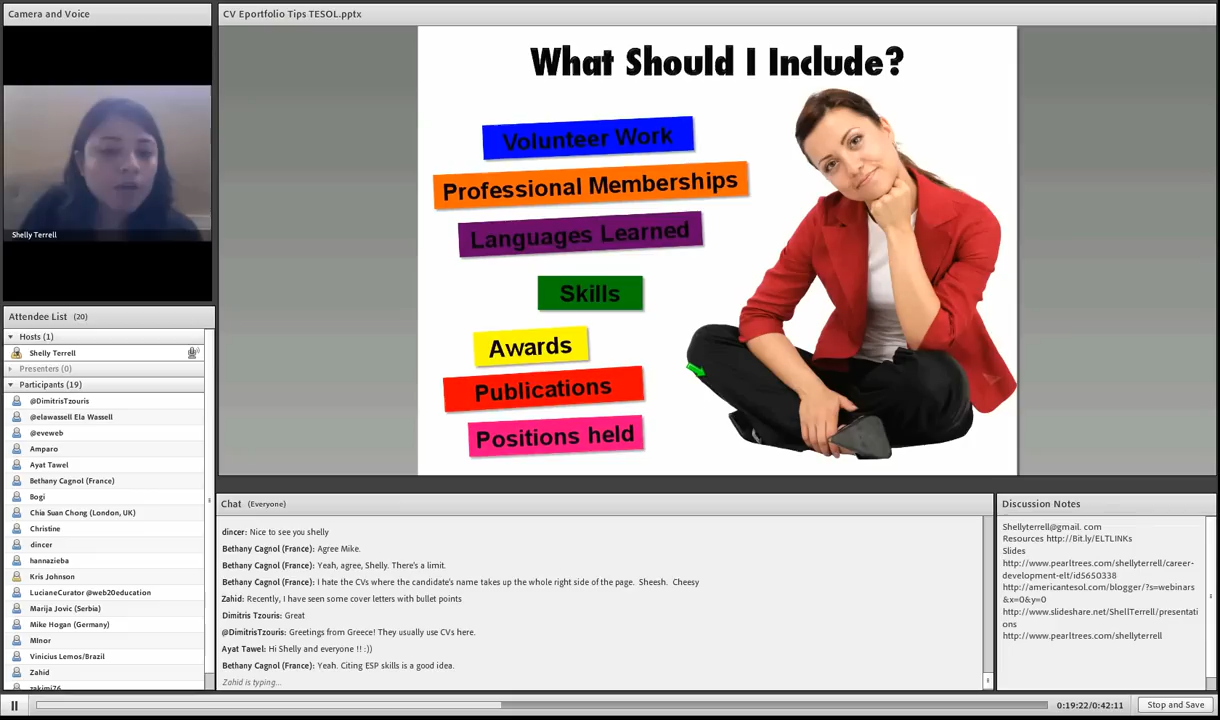 Camera and Voice
Shelly Terrell
Attendee List (20)
Hosts (1)
Shelly Terrell
Presenters (0)
Participants (19)
@DimitrisTzouris
@elawassell Ela Wassell
@eveweb
Amparo
Ayat Tawel
Bethany Cagnol (France)
Bogi
Chia Suan Chong (London, UK)
Christine
dincer
hannazieba
Kris Johnson
LucianeCurator @web20education
Marija Jovic (Serbia)
Mike Hogan (Germany)
MInor
Vinicius Lemos/Brazil
Zahid
zakimi76
CV Eportfolio Tips TESOL.pptx
What Should I Include?
Volunteer Work
Professional Memberships
Languages Learned
Skills
Awards
Publications
Positions held
Chat (Everyone)
dincer: Nice to see you shelly
Bethany Cagnol (France): Agree Mike.
Bethany Cagnol (France): Yeah, agree, Shelly. There's a limit.
Bethany Cagnol (France): I hate the CVs where the candidate's name takes up the whole right side of the page. Sheesh. Cheesy
Zahid: Recently, I have seen some cover letters with bullet points
Dimitris Tzouris: Great
@DimitrisTzouris: Greetings from Greece! They usually use CVs here.
Ayat Tawel: Hi Shelly and everyone !! :))
Bethany Cagnol (France): Yeah. Citing ESP skills is a good idea.
Zahid is typing...
Discussion Notes
Shellyterrell@gmail. com
Resources http://Bit.ly/ELTLINKs
Slides
http://www.pearltrees.com/shellyterrell/career-
development-elt/id5650338
http://americantesol.com/blogger/?s=webinars
&x=0&y=0
http://www.slideshare.net/ShellTerrell/presentati
ons
http://www.pearltrees.com/shellyterrell
0:19:22/0:42:11
Stop and Save